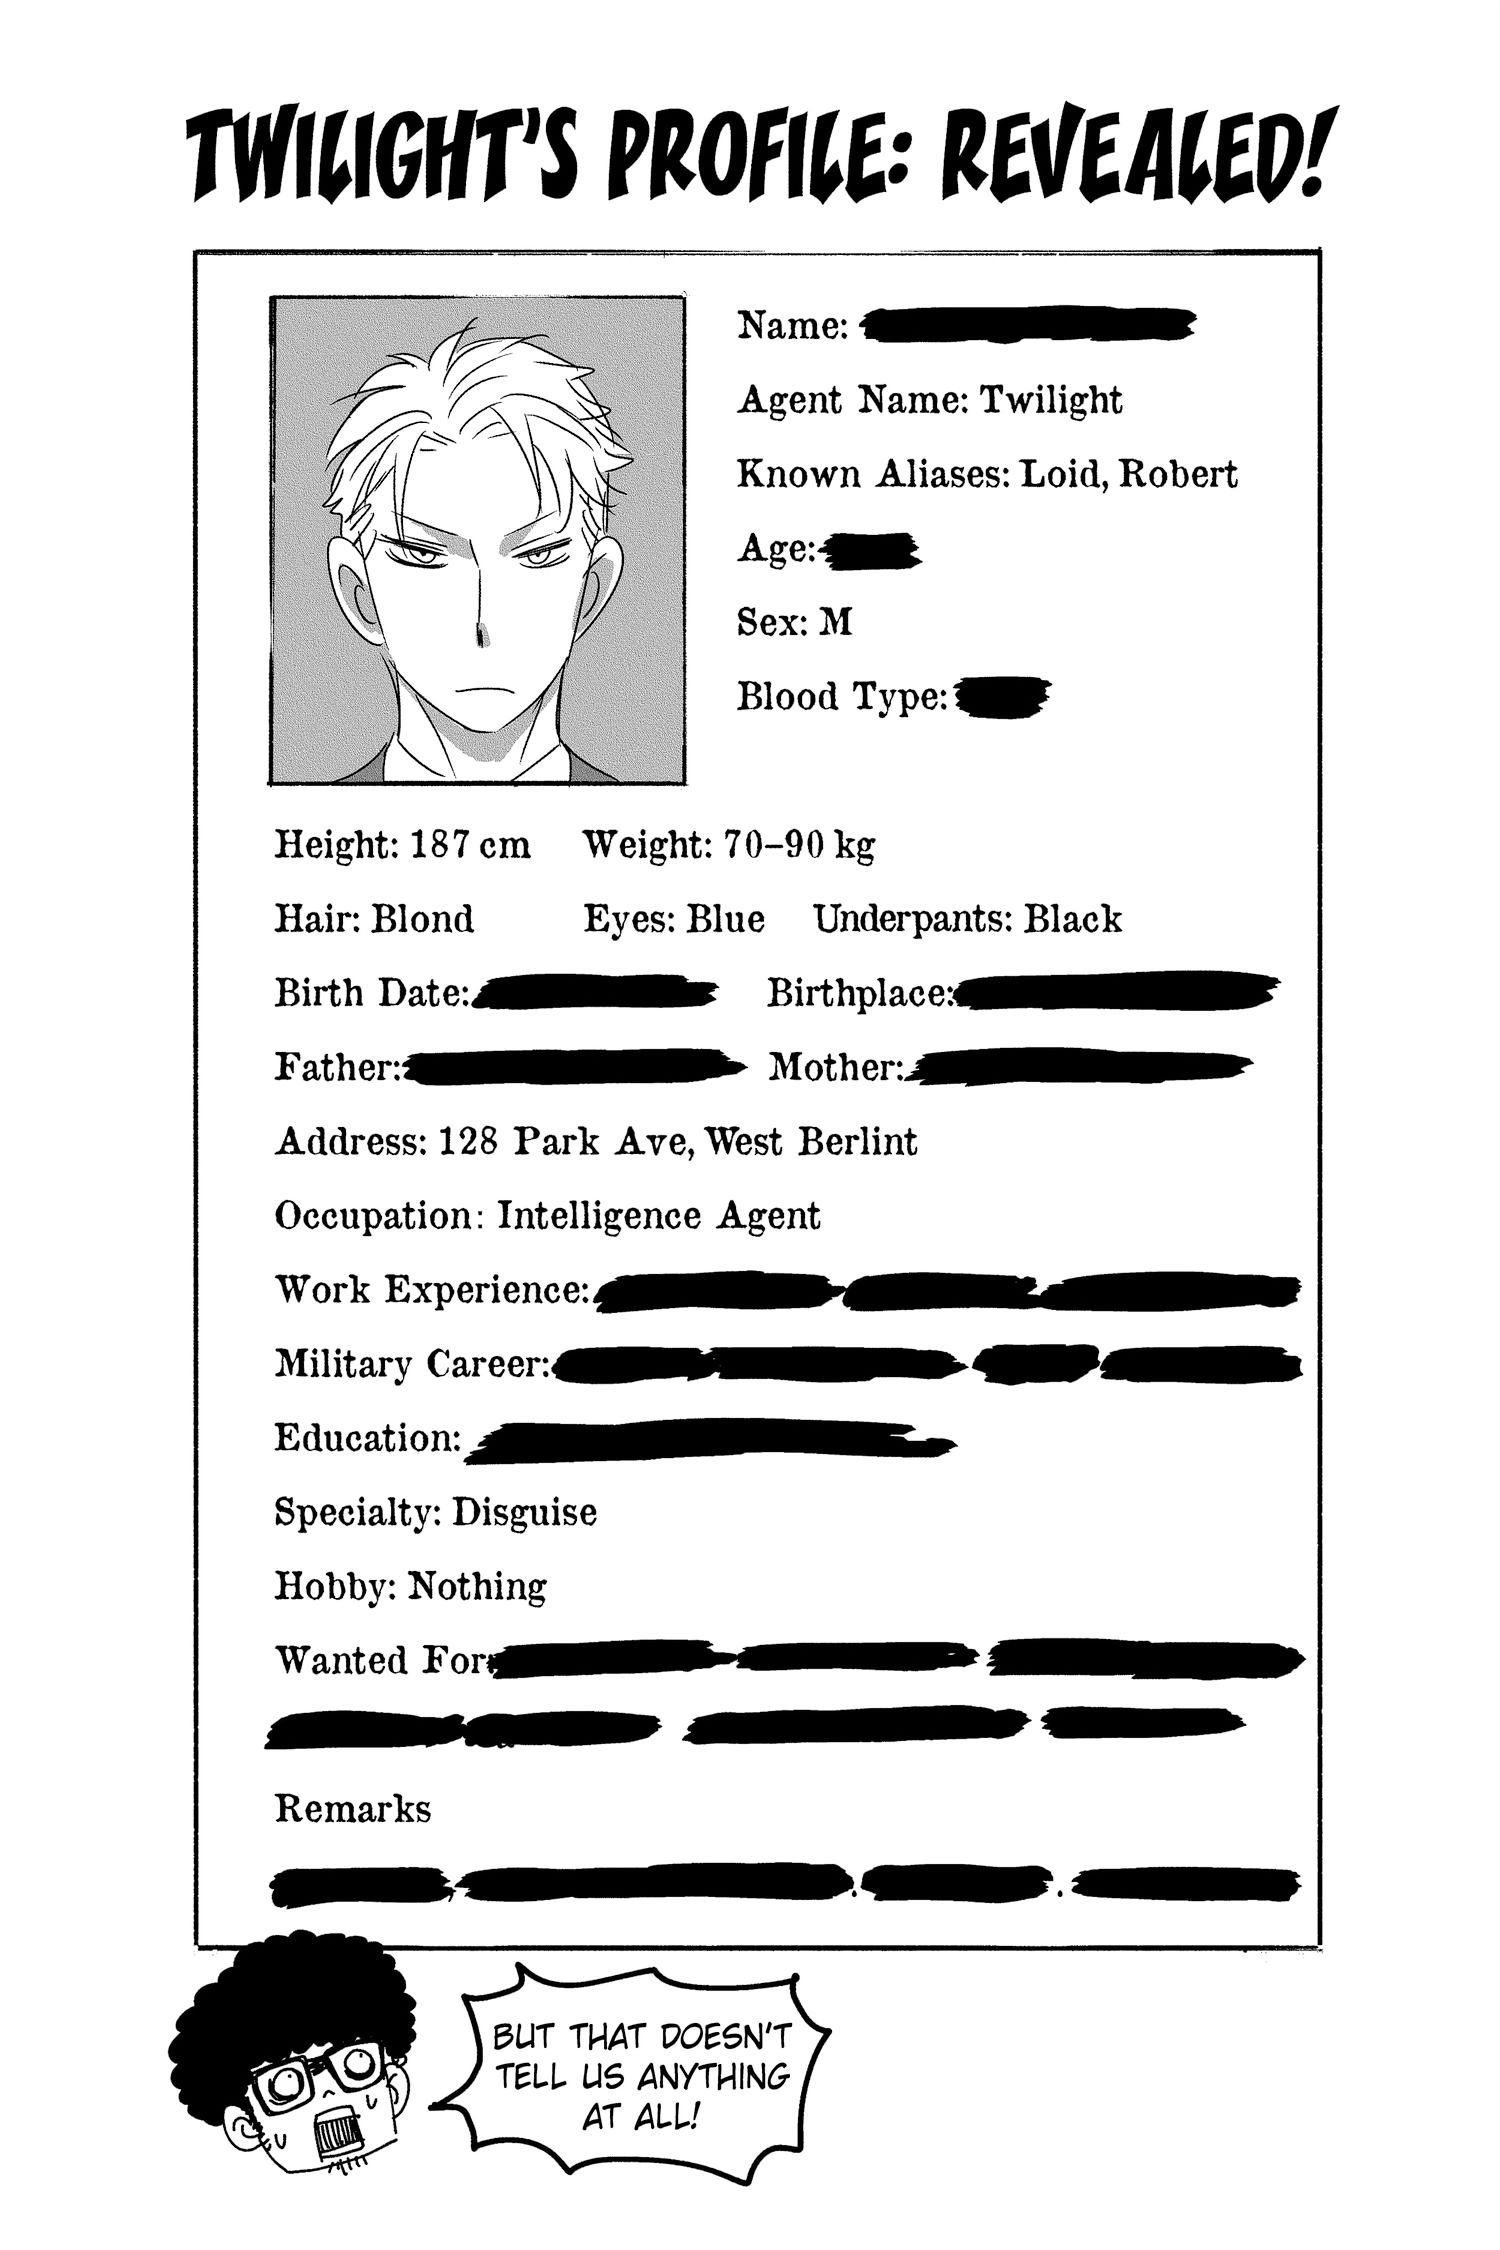 TWILIGHT'S PROFILE: REVEALED!
Name:
Agent Name: Twilight
Known Aliases: Loid, Robert
Age:
Sex: M
Blood Type:
Height: 187 cm Weight: 70–90 kg
Hair: Blond Eyes: Blue Underpants: Black
Birth Date: Birthplace:
Father: Mother:
Address: 128 Park Ave, West Berlint
Occupation: Intelligence Agent
Work Experience:
Military Career:
Education:
Specialty: Disguise
Hobby: Nothing
Wanted For:
Remarks
BUT THAT DOESN'T
TELL US ANYTHING
AT ALL!